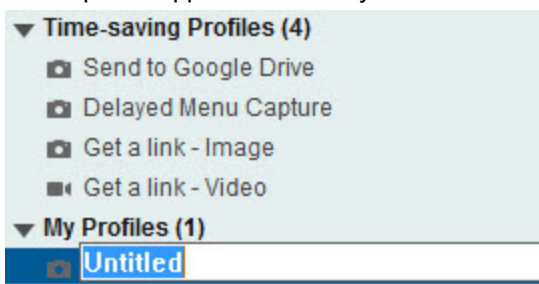 Time-saving Profiles (4)
Send to Google Drive
Delayed Menu Capture
Get a link - Image
Get a link - Video
My Profiles (1)
Untitled